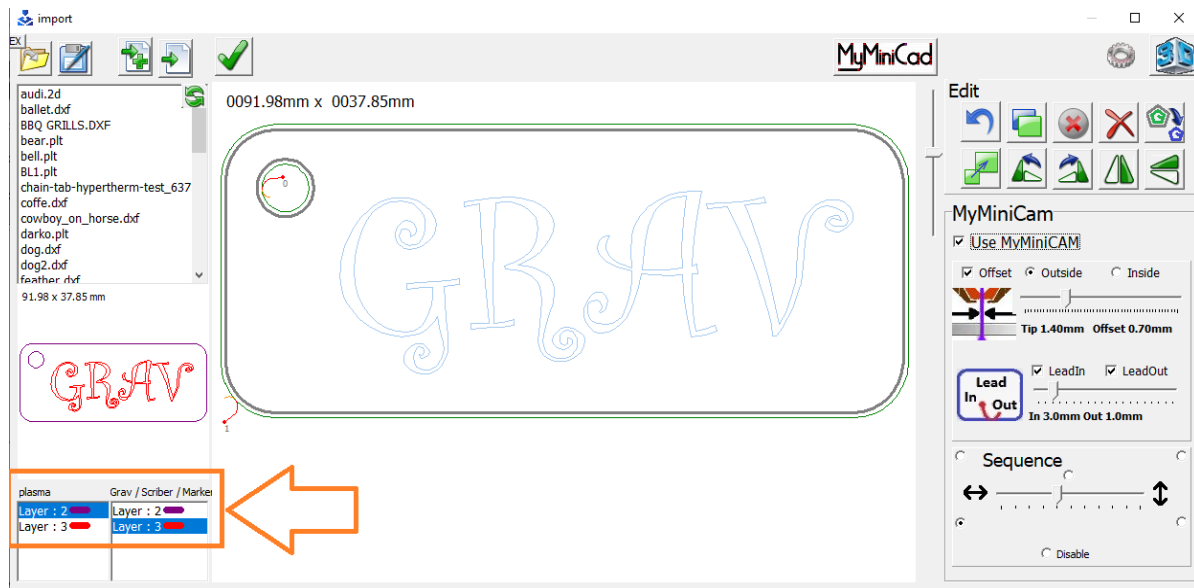 import
EX
MyMiniCad
3D
audi.2d
ballet.dxf
BBQ GRILLS.DXF
bear.plt
bell.plt
BL1.plt
chain-tab-hypertherm-test_637
coffe.dxf
cowboy_on_horse.dxf
darko.plt
dog.dxf
dog2.dxf
feather.dxf
91.98 x 37.85 mm
GRAV
plasma
Grav / Scriber / Marker
Layer : 2
Layer : 2
Layer : 3
Layer : 3
0091.98mm x 0037.85mm
0
GRAV
1
Edit
MyMiniCam
Use MyMiniCAM
Offset Outside Inside
Tip 1.40mm Offset 0.70mm
Lead
In Out
LeadIn LeadOut
In 3.0mm Out 1.0mm
Sequence
Disable